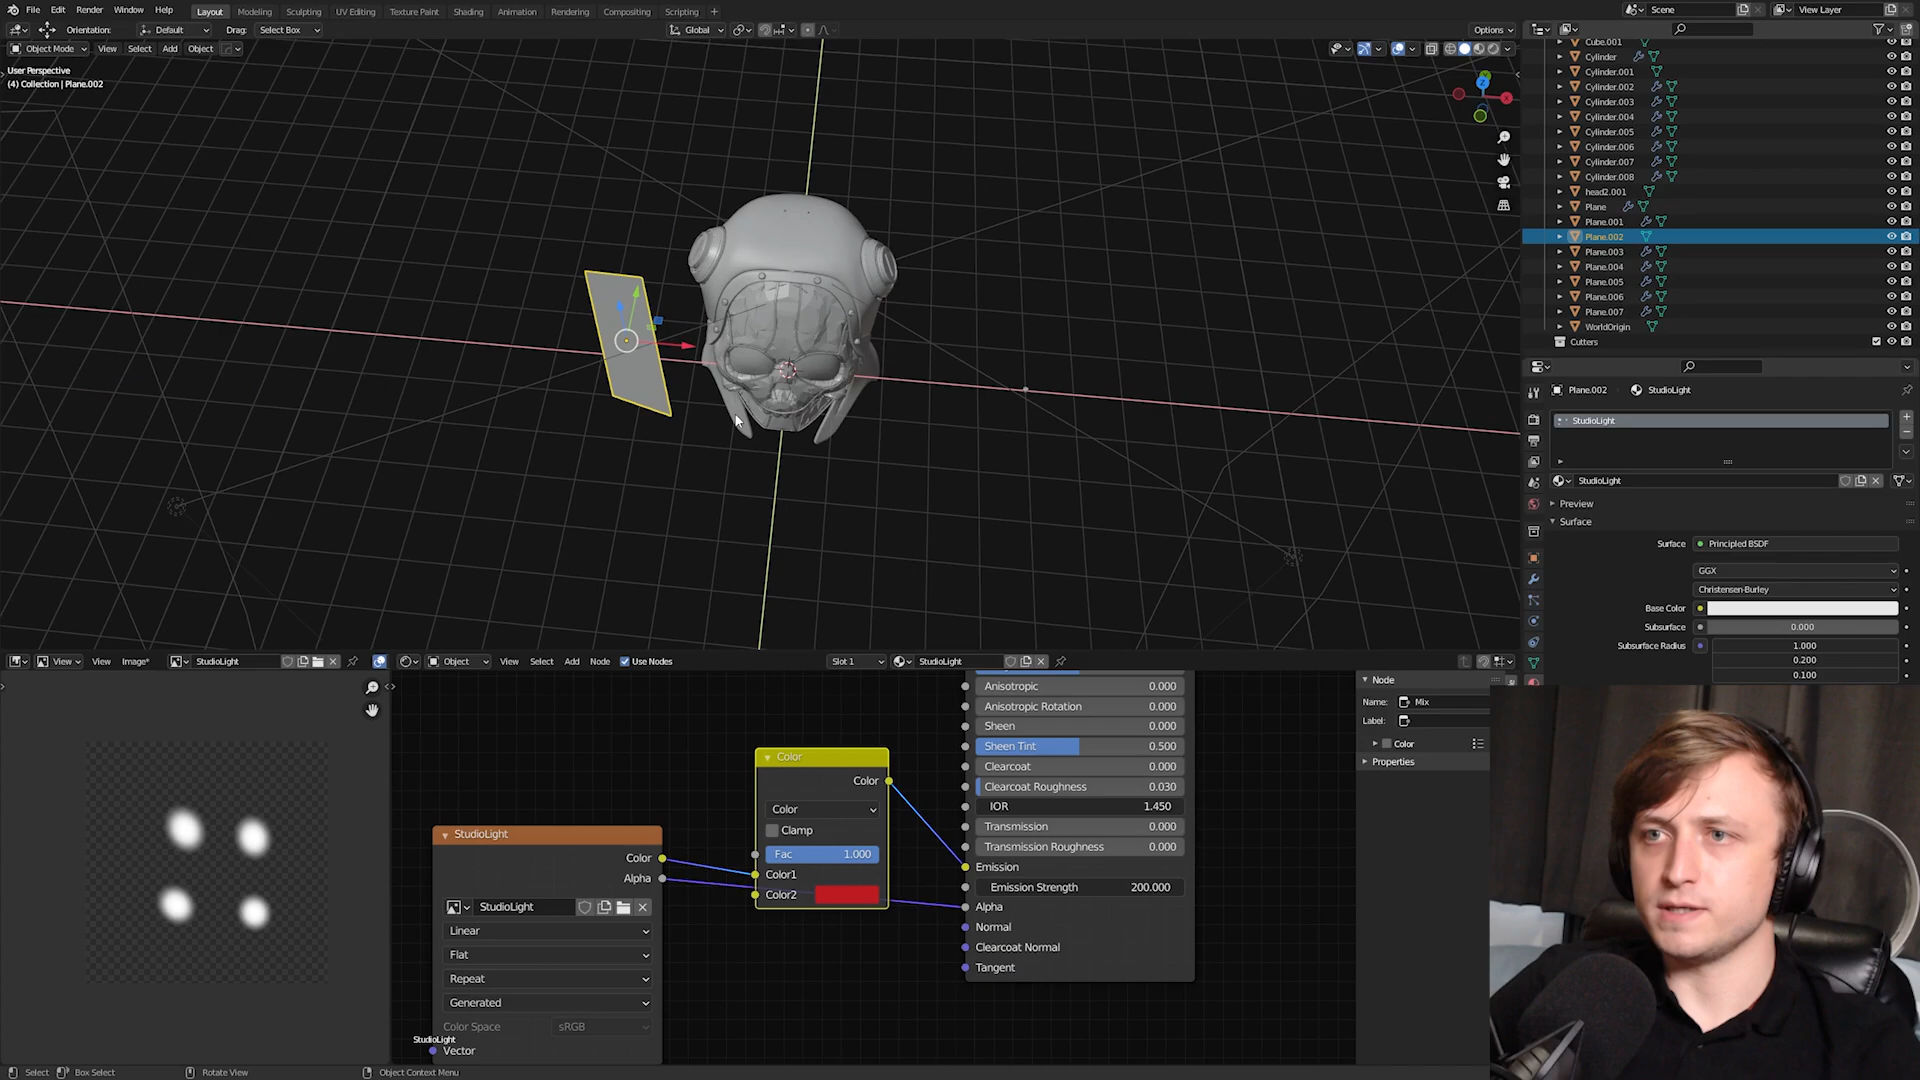 File Edit Render Window Help Layout Modeling Sculpting UV Editing Texture Paint Shading Animation Rendering Compositing Scripting + Scene View Layer
Orientation: Default Drag: Select Box Global Options
Object Mode View Select Add Object
User Perspective
(4) Collection | Plane.002
Cube.001
Cylinder
Cylinder.001
Cylinder.002
Cylinder.003
Cylinder.004
Cylinder.005
Cylinder.006
Cylinder.007
Cylinder.008
head2.001
Plane
Plane.001
Plane.002
Plane.003
Plane.004
Plane.005
Plane.006
Plane.007
WorldOrigin
Cutters
Plane.002 StudioLight
StudioLight
StudioLight
Preview
Surface
Surface Principled BSDF
GGX
Christensen-Burley
Base Color
Subsurface 0.000
Subsurface Radius 1.000
0.200
0.100
View View Image* StudioLight Object View Select Add Node Use Nodes Slot 1 StudioLight
Anisotropic 0.000
Anisotropic Rotation 0.000
Sheen 0.000
Sheen Tint 0.500
Clearcoat 0.000
Clearcoat Roughness 0.030
IOR 1.450
Transmission 0.000
Transmission Roughness 0.000
Emission
Emission Strength 200.000
Alpha
Normal
Clearcoat Normal
Tangent
Color
Color
Color
Clamp
Fac 1.000
Color1
Color2
StudioLight
Color
Alpha
StudioLight
Linear
Flat
Repeat
Generated
Color Space sRGB
StudioLight
Vector
Node
Name: Mix
Label:
Color
Properties
Select Box Select Rotate View Object Context Menu